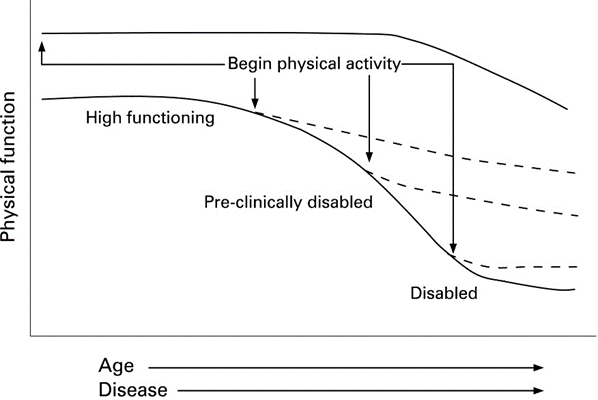 Physical function
Begin physical activity
High functioning
Pre-clinically disabled
Disabled
Age
Disease